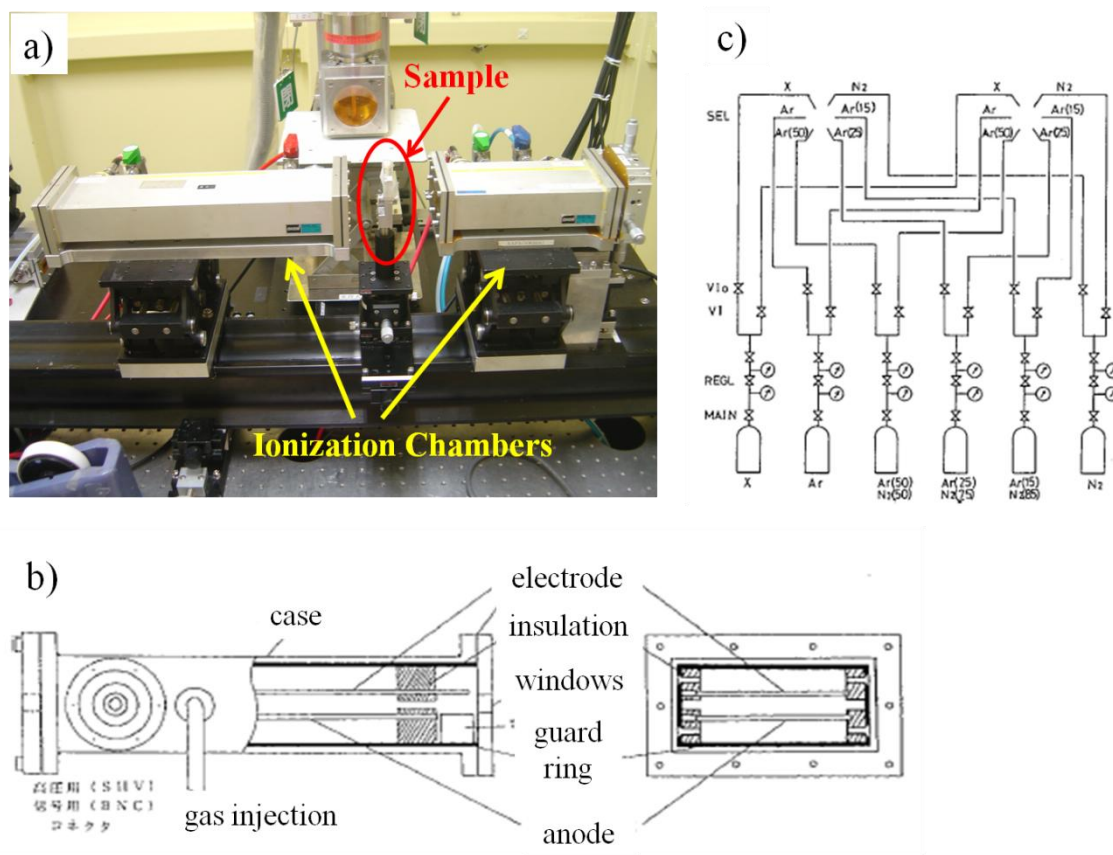 a)
Sample
Ionization Chambers
c)
X N2 X N2
SEL Ar Ar(15) Ar Ar(15)
Ar(50) Ar(25) Ar(50) Ar(25)
VIo
VI
REGL
MAIN
X
Ar
Ar(50)
N2(50)
Ar(25)
N2(75)
Ar(15)
N2(85)
N2
b)
case
electrode
insulation
windows
guard
ring
anode
gas injection
高圧用(SHV)
信号用(BNC)
コネクタ